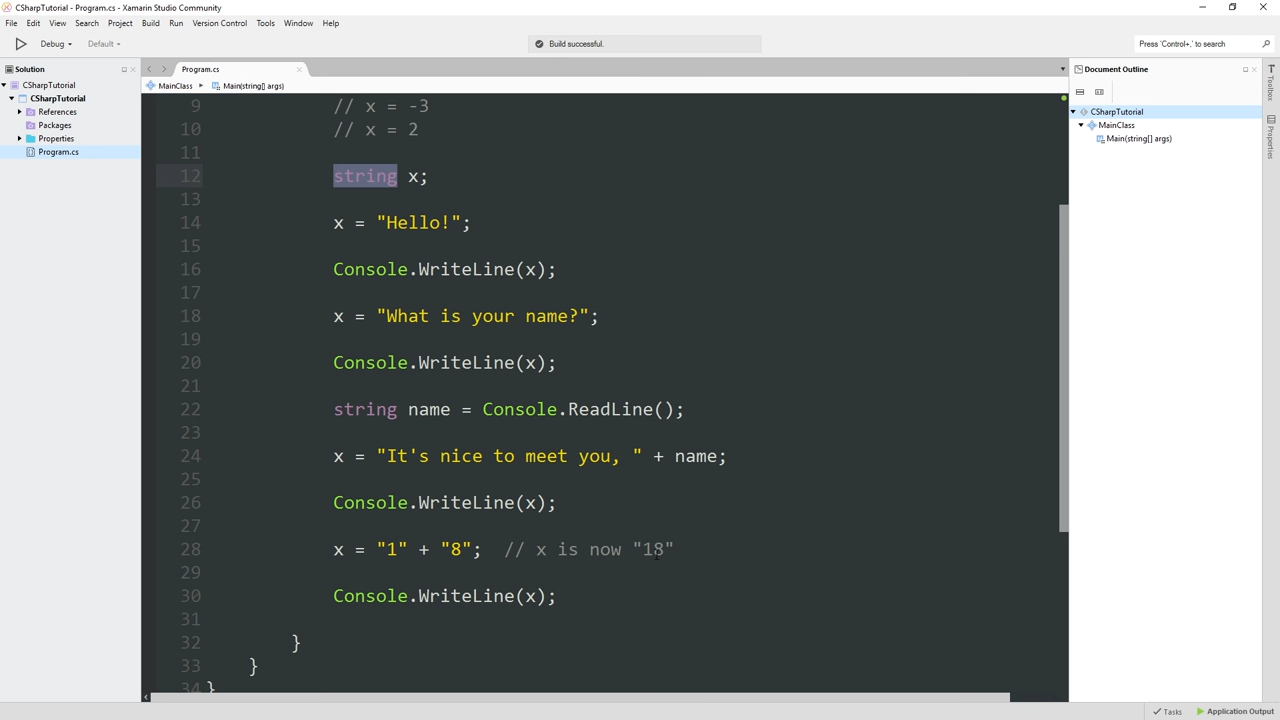 CSharpTutorial - Program.cs - Xamarin Studio Community
File Edit View Search Project Build Run Version Control Tools Window Help
Debug Default Build successful. Press 'Control+,' to search
Solution
CSharpTutorial
CSharpTutorial
References
Packages
Properties
Program.cs
Program.cs
MainClass Main(string[] args)
9 // x = -3
10 // x = 2
11
12 string x;
13
14 x = "Hello!";
15
16 Console.WriteLine(x);
17
18 x = "What is your name?";
19
20 Console.WriteLine(x);
21
22 string name = Console.ReadLine();
23
24 x = "It's nice to meet you, " + name;
25
26 Console.WriteLine(x);
27
28 x = "1" + "8"; // x is now "18"
29
30 Console.WriteLine(x);
31
32 }
33 }
34 }
Document Outline
CSharpTutorial
MainClass
Main(string[] args)
Toolbox
Properties
Tasks Application Output